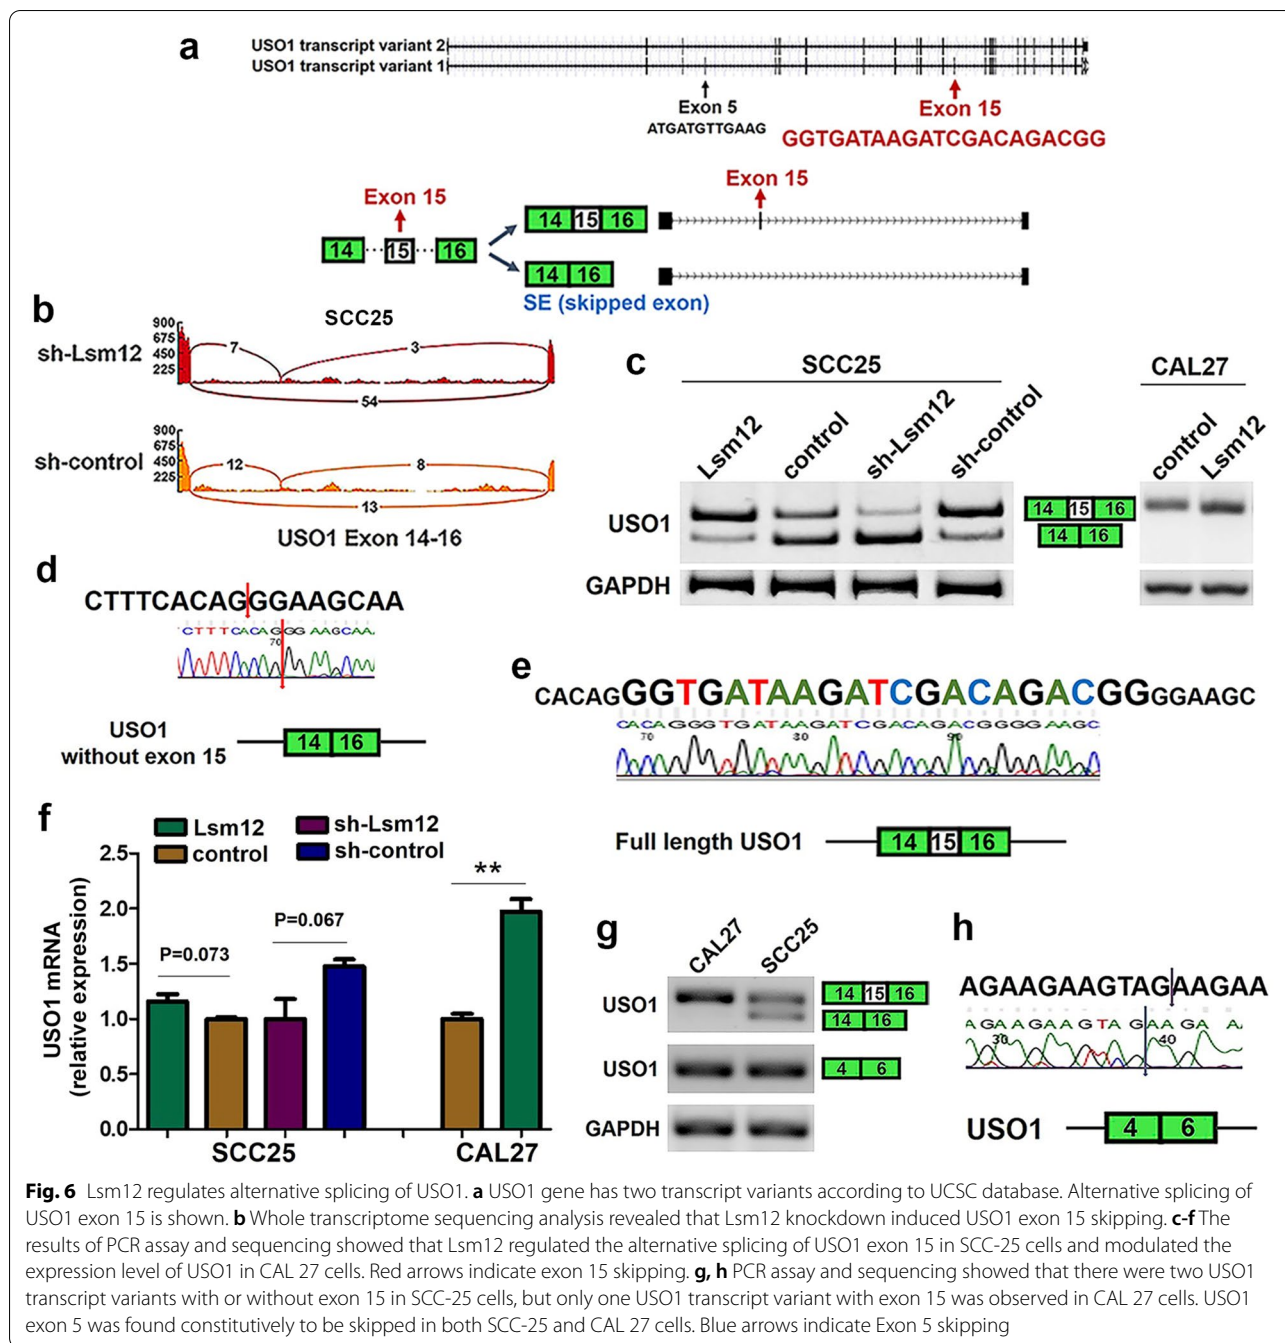 a
USO1 transcript variant 2
USO1 transcript variant 1
Exon 5
ATGATGTTGAAG
Exon 15
GGTGATAAGATCGACAGACGG
Exon 15
14 15 16
Exon 15
14 15 16
14 16
SE (skipped exon)
b
SCC25
sh-Lsm12
900
675
450
225
7
3
54
sh-control
900
675
450
225
12
8
13
USO1 Exon 14-16
c
SCC25
CAL27
Lsm12
control
sh-Lsm12
sh-control
control
Lsm12
USO1
14 15 16
14 16
GAPDH
d
CTTTCACAGGGAAGCAA
CTTTCACAGGGAAGCAA
70
USO1
without exon 15
14 16
e
CACAGGGTGATAAGATCGACAGACGGGGAAGC
CACAGGGTGATAAGATCGACAGACGGGGAAGC
70 80 90
Full length USO1
14 15 16
f
Lsm12
sh-Lsm12
control
sh-control
USO1 mRNA
(relative expression)
2.5
2.0
1.5
1.0
0.5
0.0
P=0.073
P=0.067
**
SCC25
CAL27
g
CAL27
SCC25
USO1
14 15 16
14 16
USO1
4 6
GAPDH
h
AGAAGAAGTAGAAGAA
AGAAGAAGTAGAAGAA
30 40
USO1
4 6
Fig. 6 Lsm12 regulates alternative splicing of USO1. a USO1 gene has two transcript variants according to UCSC database. Alternative splicing of
USO1 exon 15 is shown. b Whole transcriptome sequencing analysis revealed that Lsm12 knockdown induced USO1 exon 15 skipping. c-f The
results of PCR assay and sequencing showed that Lsm12 regulated the alternative splicing of USO1 exon 15 in SCC-25 cells and modulated the
expression level of USO1 in CAL 27 cells. Red arrows indicate exon 15 skipping. g, h PCR assay and sequencing showed that there were two USO1
transcript variants with or without exon 15 in SCC-25 cells, but only one USO1 transcript variant with exon 15 was observed in CAL 27 cells. USO1
exon 5 was found constitutively to be skipped in both SCC-25 and CAL 27 cells. Blue arrows indicate Exon 5 skipping